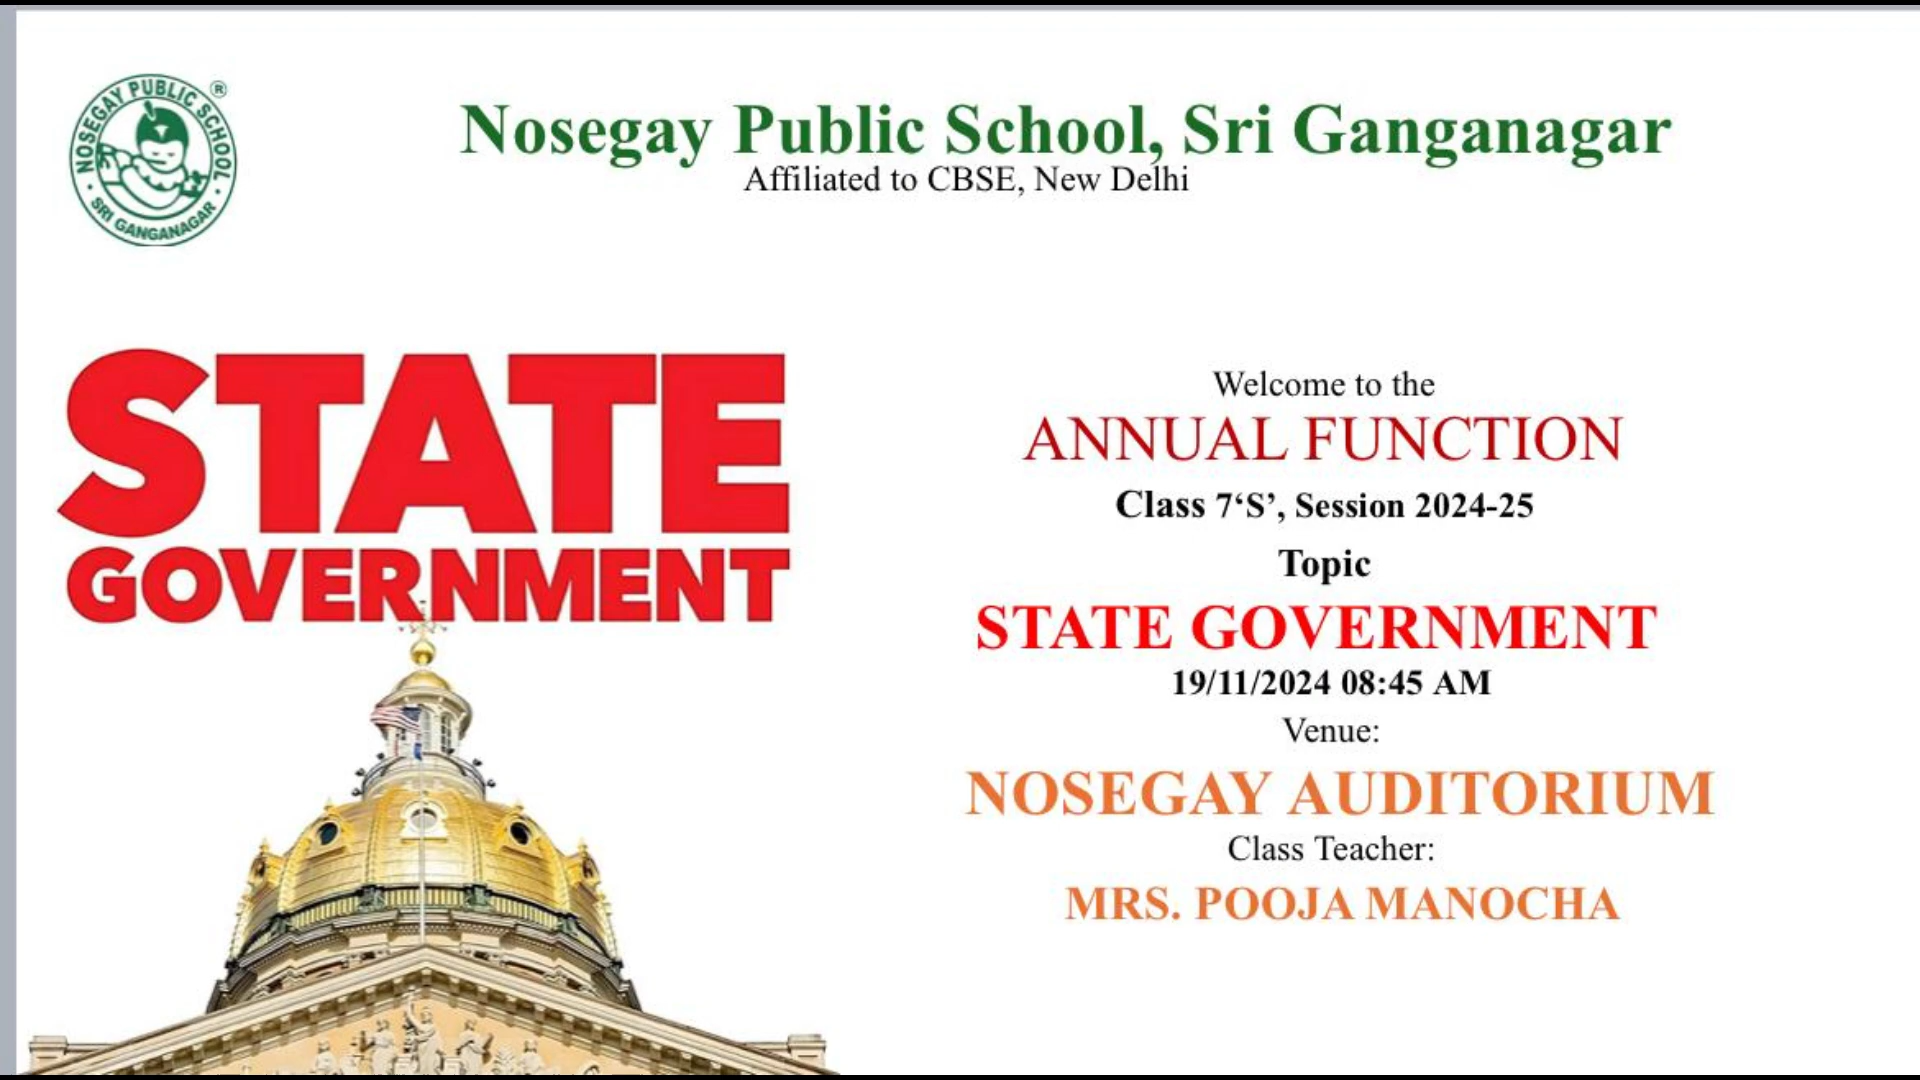 NOSEGAY PUBLIC SCHOOL ®
· SRI GANGANAGAR ·
Nosegay Public School, Sri Ganganagar
Affiliated to CBSE, New Delhi
STATE
GOVERNMENT
Welcome to the
ANNUAL FUNCTION
Class 7‘S’, Session 2024-25
Topic
STATE GOVERNMENT
19/11/2024 08:45 AM
Venue:
NOSEGAY AUDITORIUM
Class Teacher:
MRS. POOJA MANOCHA